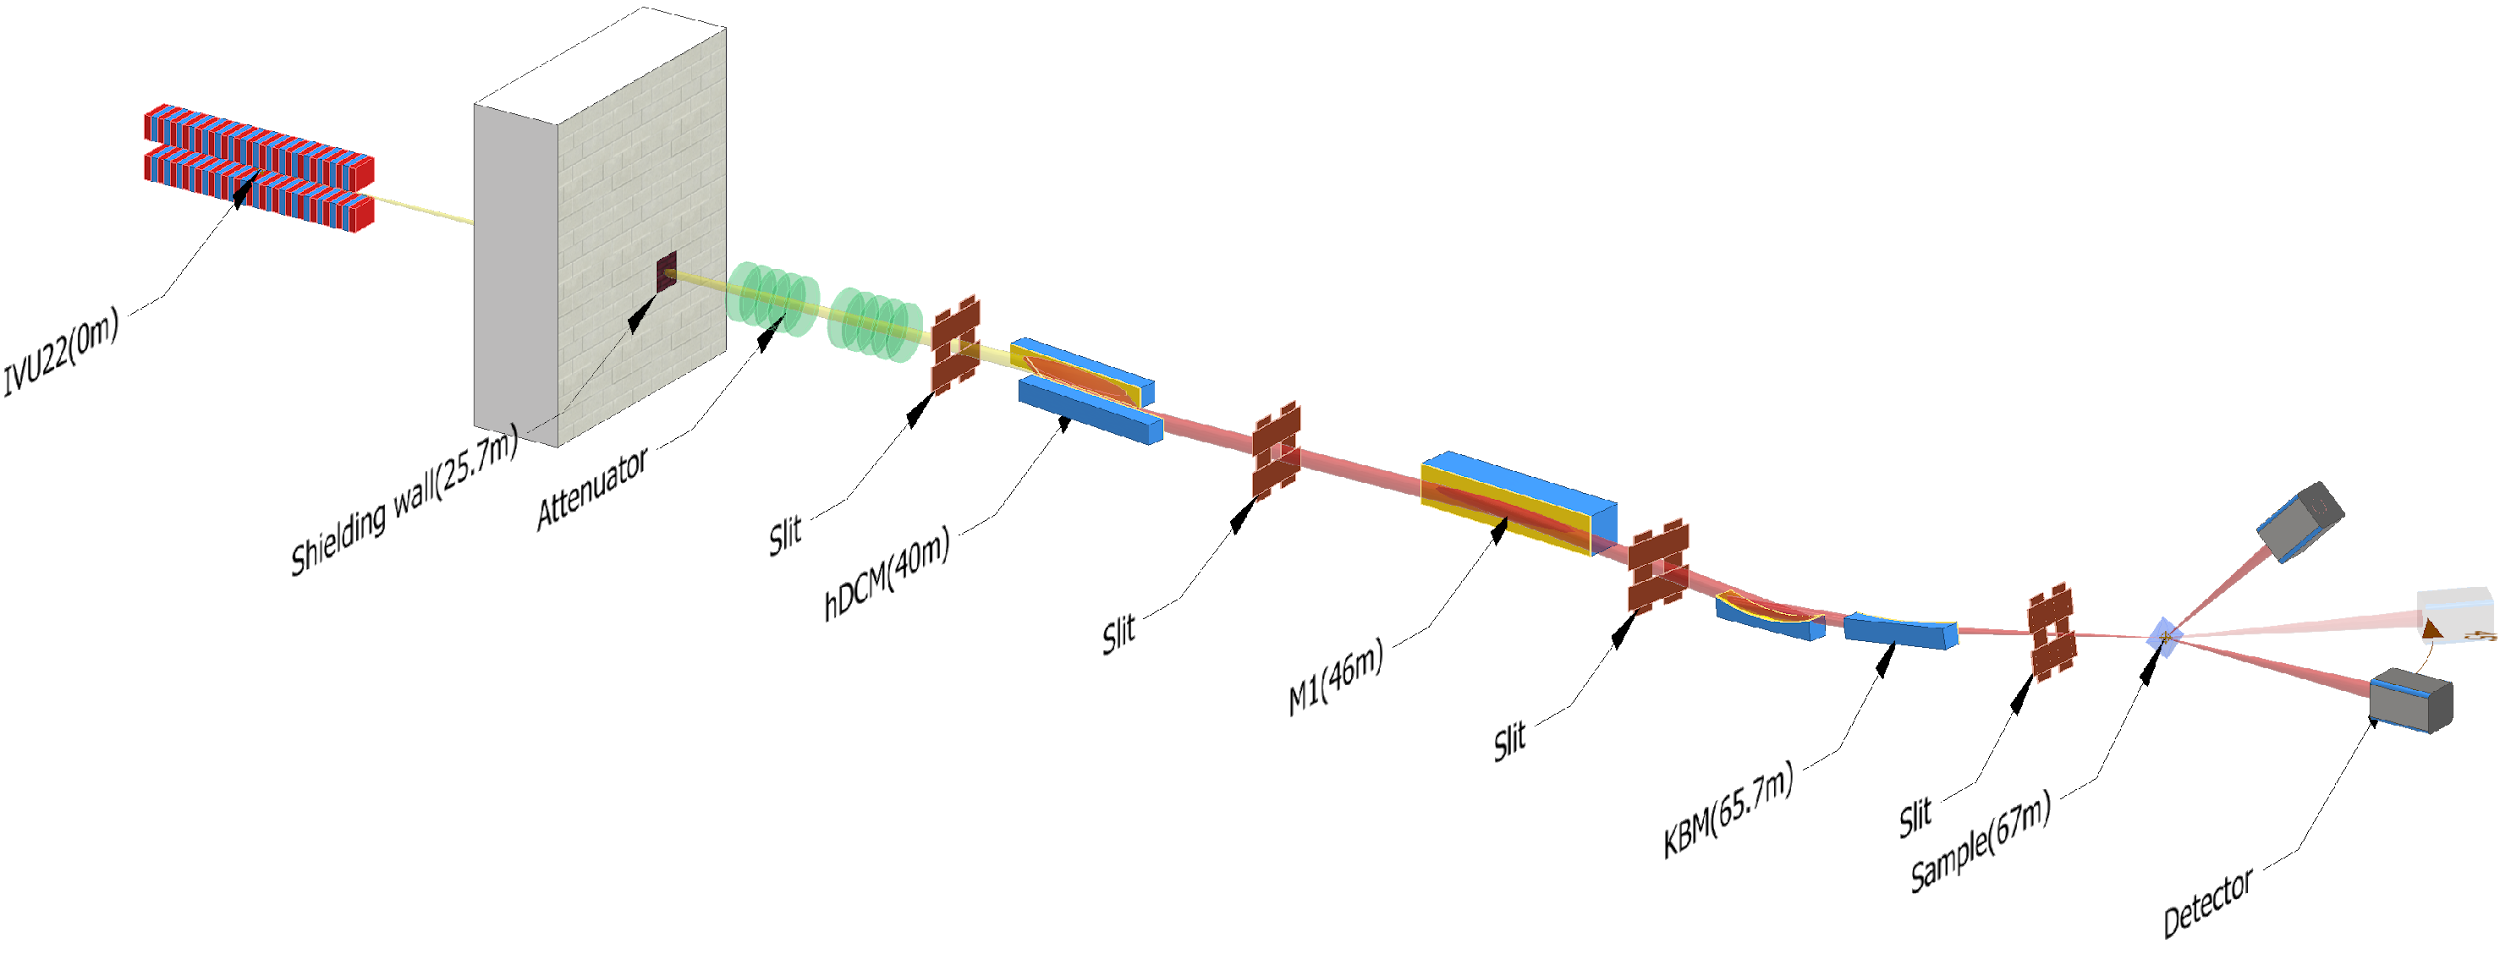 IVU22(0m)
Shielding wall(25.7m)
Attenuator
Slit
hDCM(40m)
Slit
M1(46m)
Slit
KBM(65.7m)
Slit
Sample(67m)
Detector